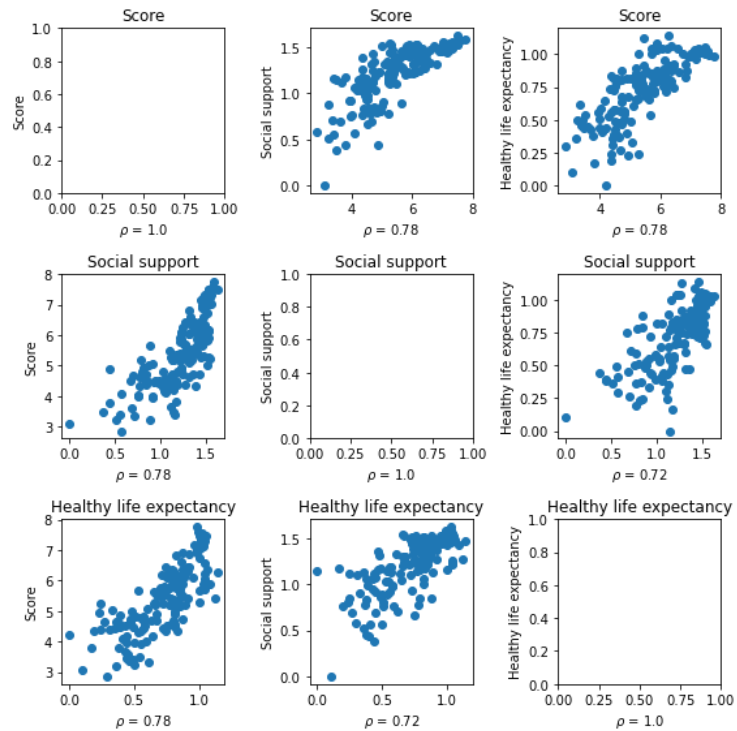 Score
Score
Score
1.0
0.8
0.6
0.4
0.2
0.0
Score
0.00 0.25 0.50 0.75 1.00
ρ = 1.0
1.5
1.0
0.5
0.0
Social support
4 6 8
ρ = 0.78
1.00
0.75
0.50
0.25
0.00
Healthy life expectancy
4 6 8
ρ = 0.78
Social support
Social support
Social support
8
7
6
5
4
3
Score
0.0 0.5 1.0 1.5
ρ = 0.78
1.0
0.8
0.6
0.4
0.2
0.0
Social support
0.00 0.25 0.50 0.75 1.00
ρ = 1.0
1.00
0.75
0.50
0.25
0.00
Healthy life expectancy
0.0 0.5 1.0 1.5
ρ = 0.72
Healthy life expectancy
Healthy life expectancy
Healthy life expectancy
8
7
6
5
4
3
Score
0.0 0.5 1.0
ρ = 0.78
1.5
1.0
0.5
0.0
Social support
0.0 0.5 1.0
ρ = 0.72
1.0
0.8
0.6
0.4
0.2
0.0
Healthy life expectancy
0.00 0.25 0.50 0.75 1.00
ρ = 1.0